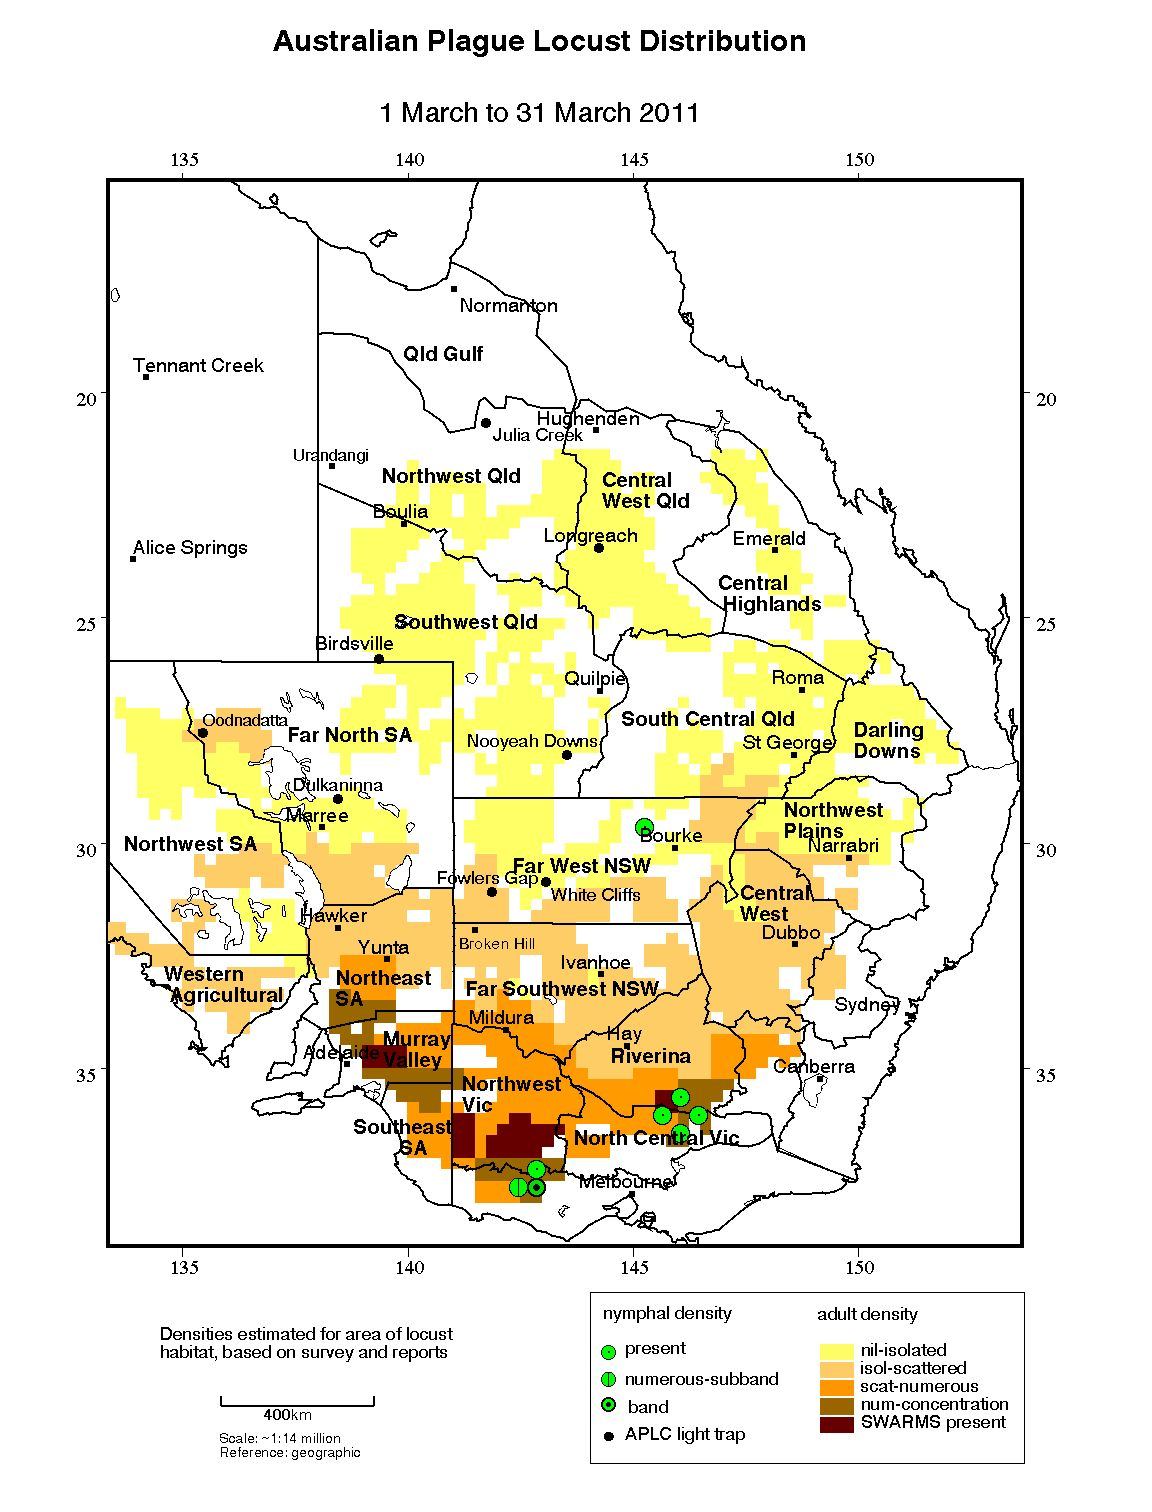 Australian Plague Locust Distribution
1 March to 31 March 2011
135 140 145 150
Normanton
Qld Gulf
Tennant Creek
20 20
Hughenden
Julia Creek
Urandangi
Northwest Qld
Central
West Qld
Boulia
Longreach
Emerald
Alice Springs
Central
Highlands
Southwest Qld
25 25
Birdsville
Quilpie
Roma
Oodnadatta
South Central Qld
Far North SA
Darling
Downs
Nooyeah Downs
St George
Dulkaninna
Marree
Northwest
Plains
Bourke
Northwest SA
Narrabri
30 30
Far West NSW
Fowlers Gap
White Cliffs
Central
West
Hawker
Dubbo
Yunta
Broken Hill
Ivanhoe
Western
Agricultural
Northeast
SA
Far Southwest NSW
Sydney
Mildura
Hay
Murray
Valley
Adelaide
Riverina
Canberra
35 35
Northwest
Vic
Southeast
SA
North Central Vic
Melbourne
135 140 145 150
Densities estimated for area of locust
habitat, based on survey and reports
400km
Scale: ~1:14 million
Reference: geographic
nymphal density
present
numerous-subband
band
APLC light trap
adult density
nil-isolated
isol-scattered
scat-numerous
num-concentration
SWARMS present